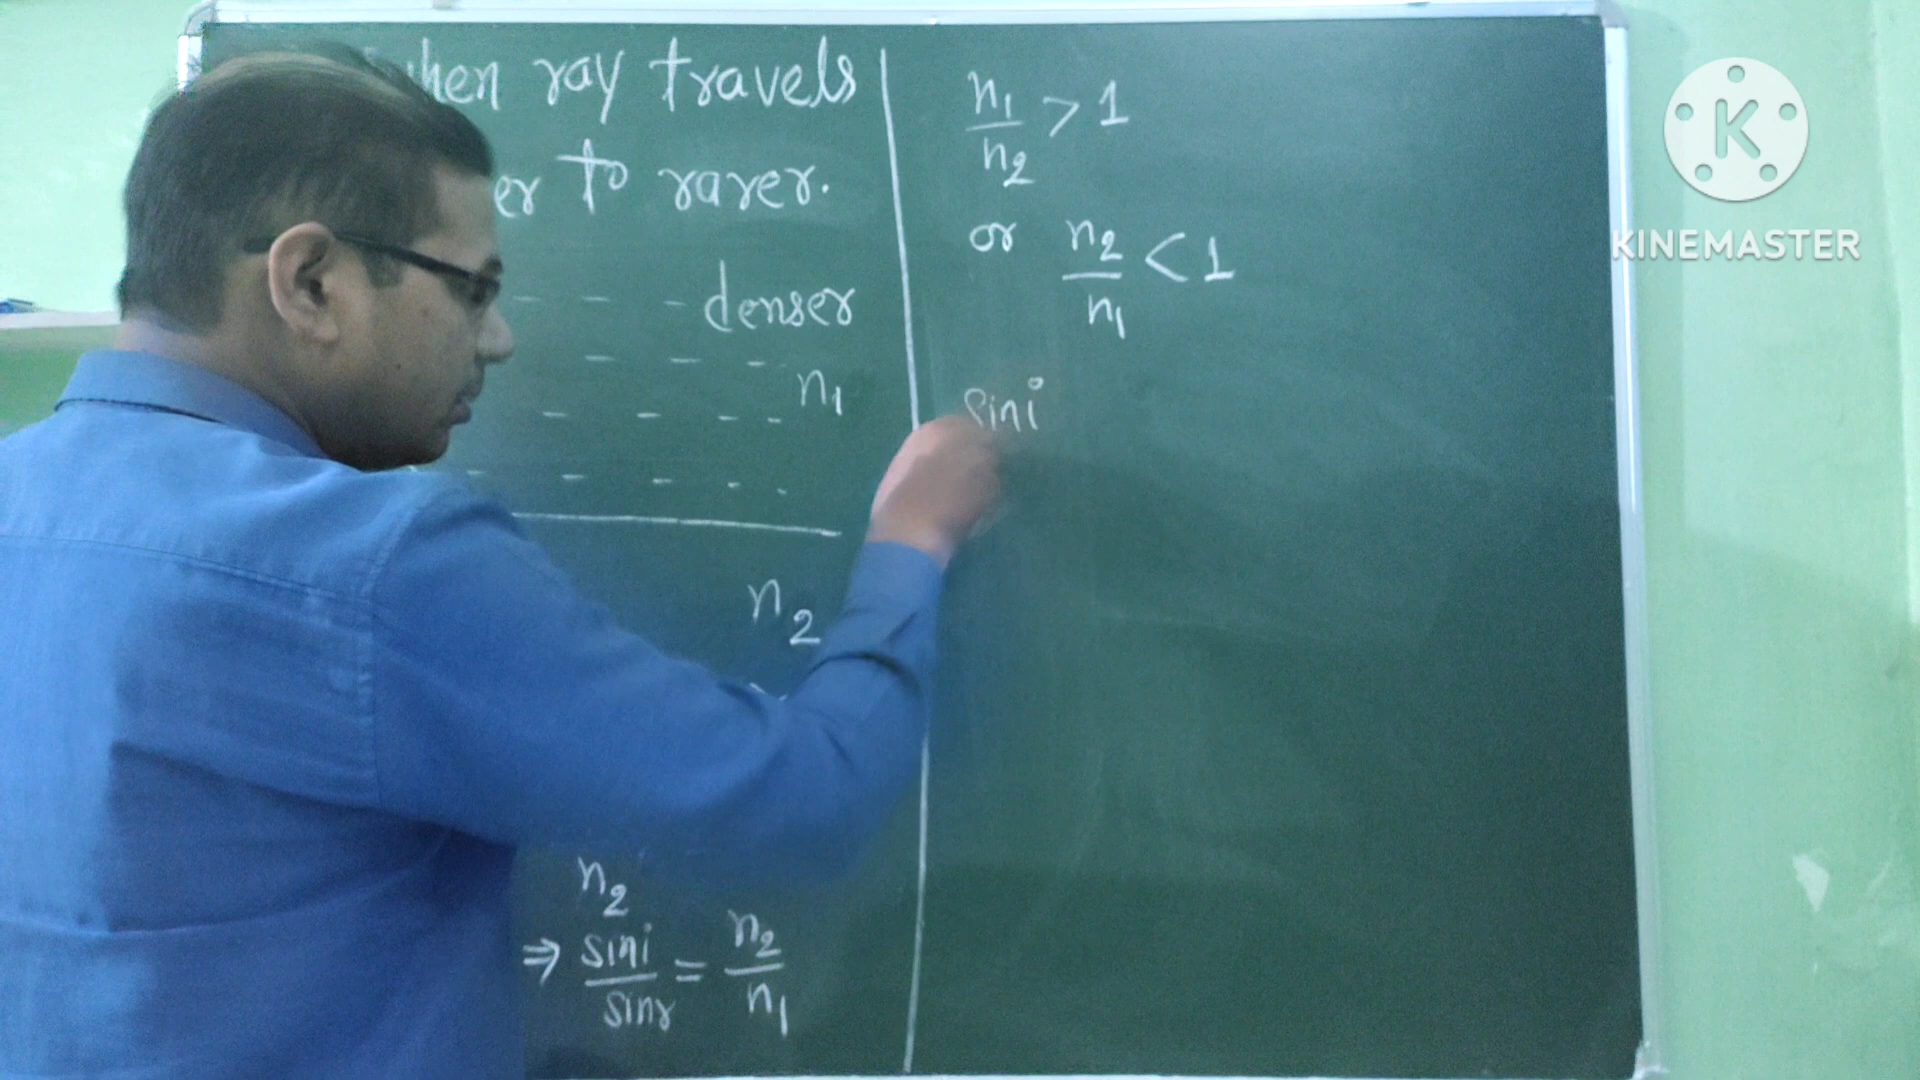 when ray travels
er to rarer.
denser
n1
n2
n2
⇒ sini/sinr = n2/n1
n1/n2 > 1
or n2/n1 < 1
sini
K
KINEMASTER